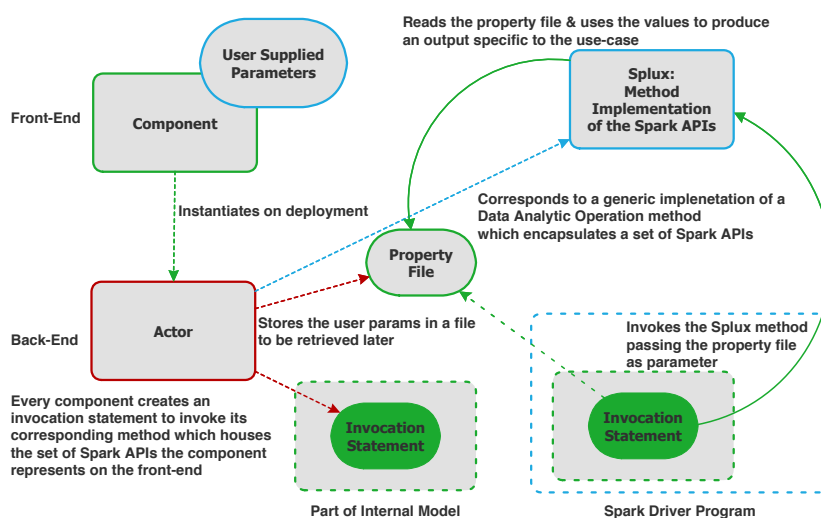 Reads the property file & uses the values to produce
an output specific to the use-case
User Supplied
Parameters
Splux:
Method
Implementation
of the Spark APIs
Front-End
Component
Instantiates on deployment
Corresponds to a generic implenetation of a
Data Analytic Operation method
which encapsulates a set of Spark APIs
Property
File
Back-End
Actor
Stores the user params in a file
to be retrieved later
Invokes the Splux method
passing the property file
as parameter
Every component creates an
invocation statement to invoke its
corresponding method which houses
the set of Spark APIs the component
represents on the front-end
Invocation
Statement
Invocation
Statement
Part of Internal Model
Spark Driver Program